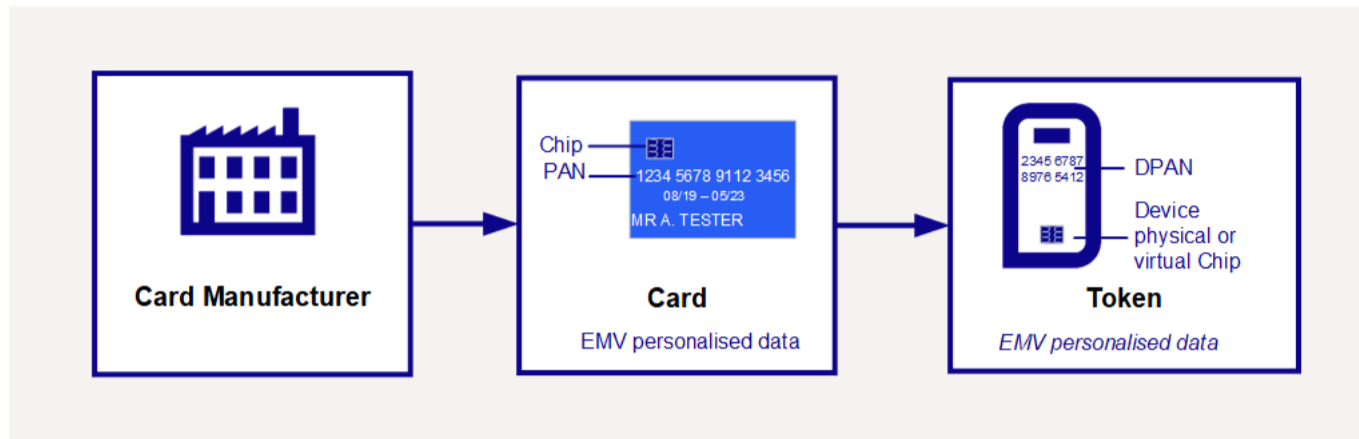 Card Manufacturer
Chip
PAN
1234 5678 9112 3456
08/19 – 05/23
MR A. TESTER
Card
EMV personalised data
2345 6787
8976 5412
DPAN
Device
physical or
virtual Chip
Token
EMV personalised data